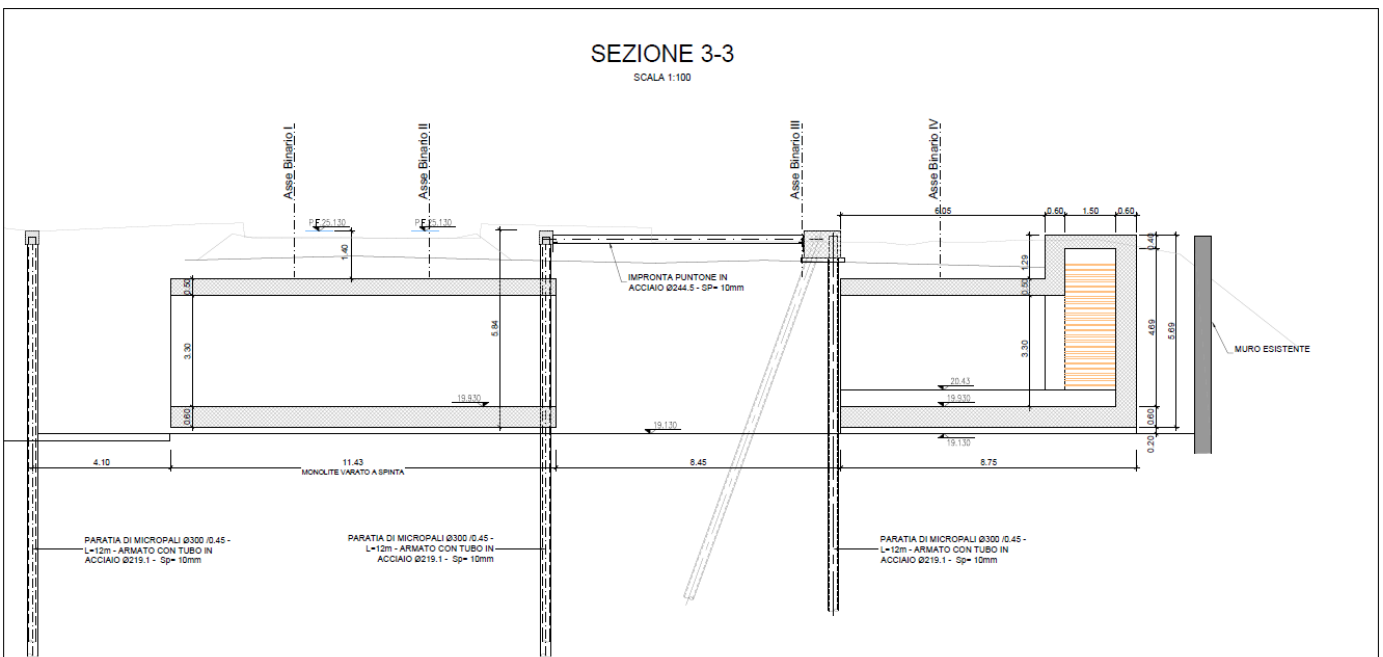 SEZIONE 3-3
SCALA 1:100
Asse Binario I
Asse Binario II
Asse Binario III
Asse Binario IV
P.F.25.130
P.F.25.130
6.05
0.60
1.50
0.60
1.40
0.40
1.29
IMPRONTA PUNTONE IN
ACCIAIO Ø244.5 - SP= 10mm
0.50
0.50
5.84
3.30
3.30
4.69
5.69
MURO ESISTENTE
20.43
19.930
19.930
0.60
0.60
19.130
19.130
0.20
4.10
11.43
MONOLITE VARATO A SPINTA
8.45
8.75
PARATIA DI MICROPALI Ø300 /0.45 -
L=12m - ARMATO CON TUBO IN
ACCIAIO Ø219.1 - Sp= 10mm
PARATIA DI MICROPALI Ø300 /0.45 -
L=12m - ARMATO CON TUBO IN
ACCIAIO Ø219.1 - Sp= 10mm
PARATIA DI MICROPALI Ø300 /0.45 -
L=12m - ARMATO CON TUBO IN
ACCIAIO Ø219.1 - Sp= 10mm